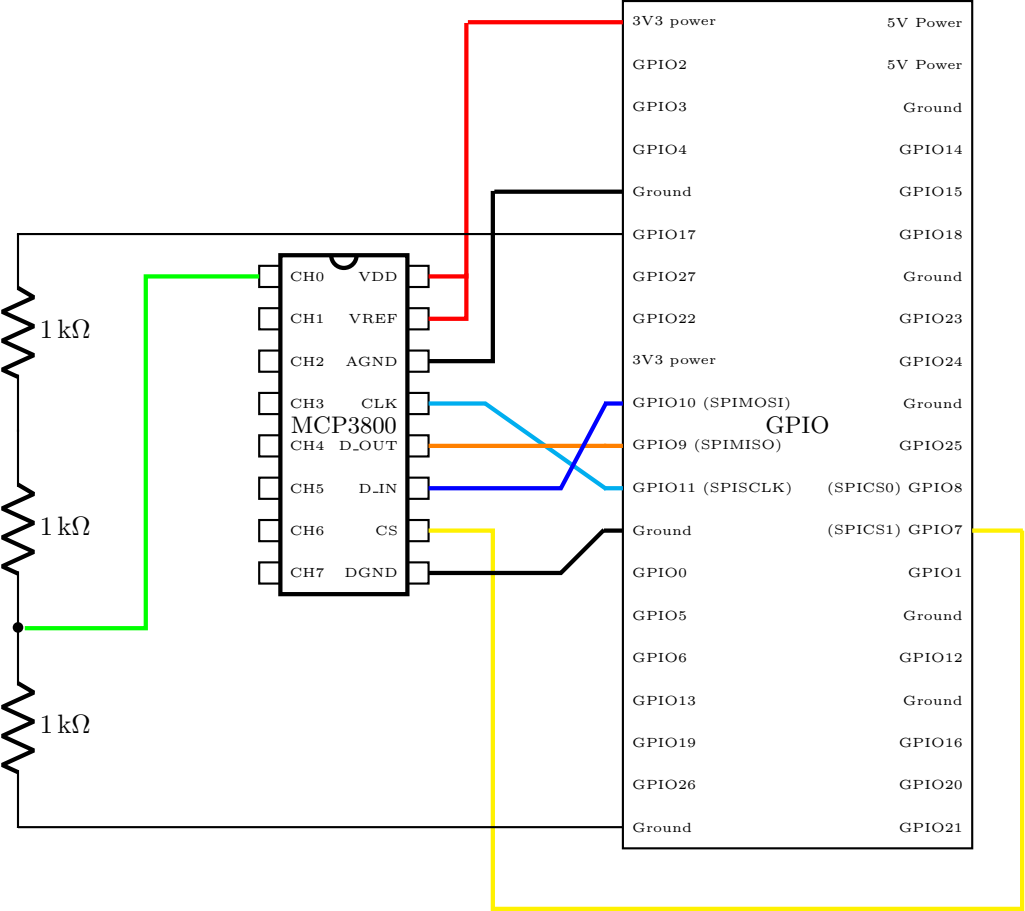 3V3 power 5V Power
GPIO2 5V Power
GPIO3 Ground
GPIO4 GPIO14
Ground GPIO15
GPIO17 GPIO18
CH0 VDD GPIO27 Ground
CH1 VREF GPIO22 GPIO23
1 kΩ
CH2 AGND 3V3 power GPIO24
CH3 CLK GPIO10 (SPIMOSI) Ground
MCP3800 GPIO
CH4 D_OUT GPIO9 (SPIMISO) GPIO25
CH5 D_IN GPIO11 (SPISCLK) (SPICS0) GPIO8
1 kΩ
CH6 CS Ground (SPICS1) GPIO7
CH7 DGND GPIO0 GPIO1
GPIO5 Ground
GPIO6 GPIO12
GPIO13 Ground
1 kΩ
GPIO19 GPIO16
GPIO26 GPIO20
Ground GPIO21